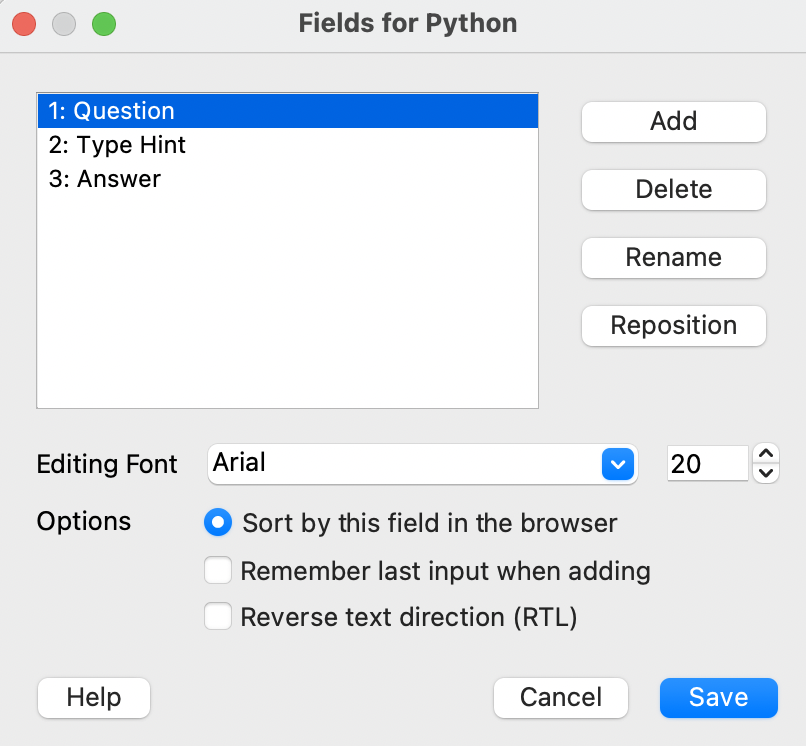 Fields for Python
1: Question
2: Type Hint
3: Answer
Add
Delete
Rename
Reposition
Editing Font Arial 20
Options Sort by this field in the browser
Remember last input when adding
Reverse text direction (RTL)
Help Cancel Save